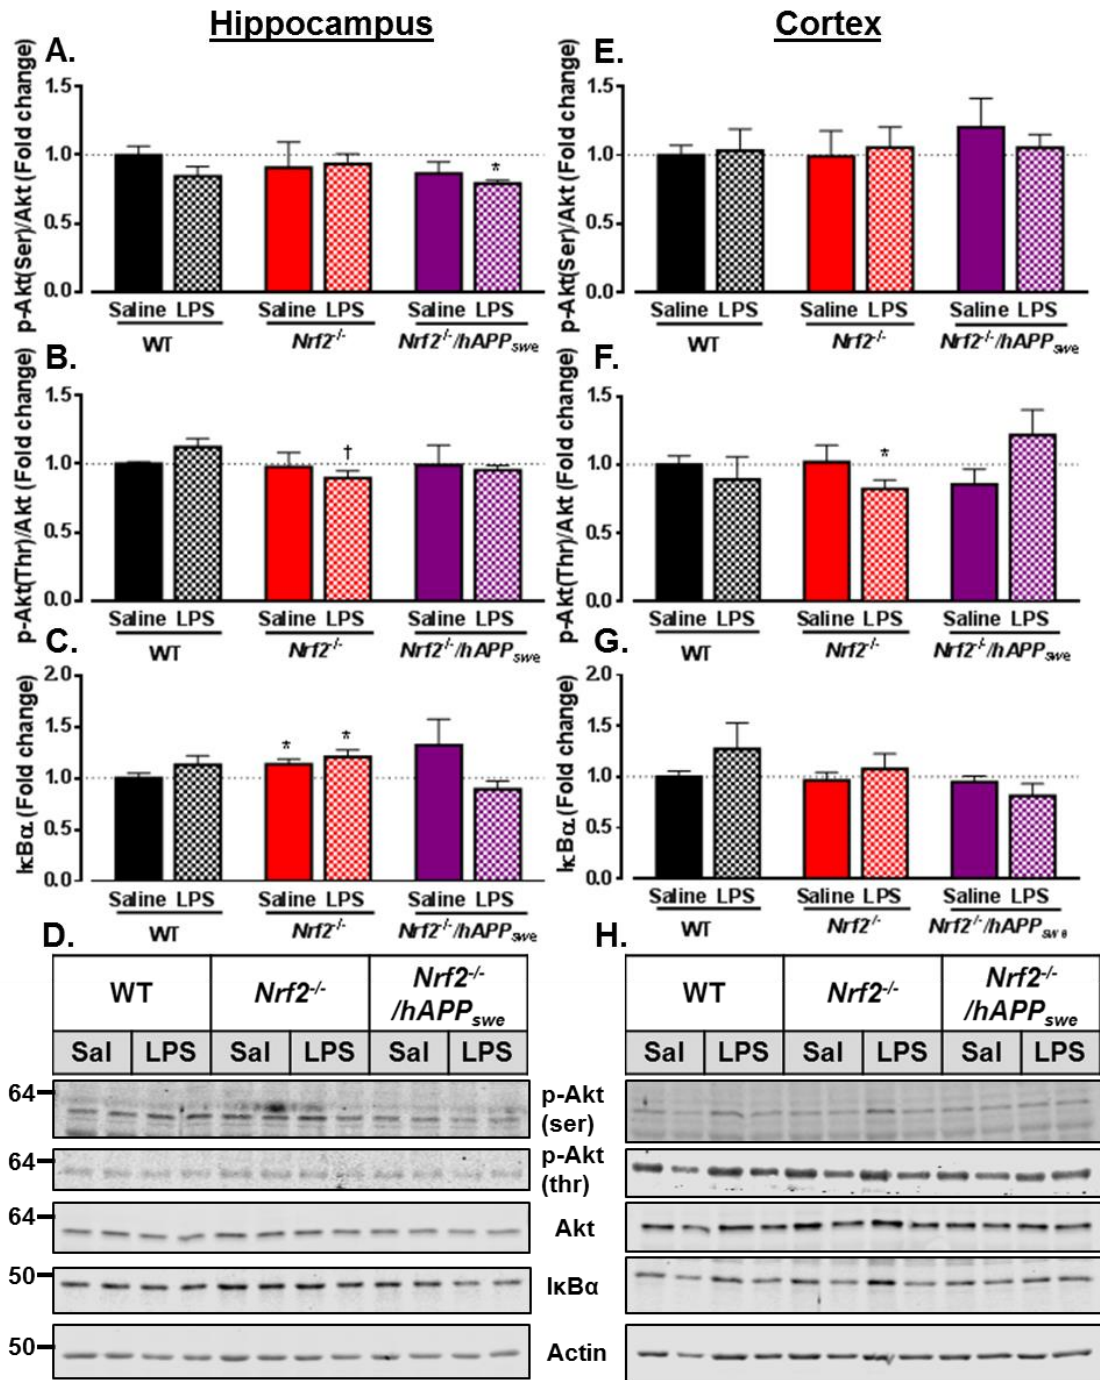 Hippocampus
Cortex
A.
p-Akt(Ser)/Akt (Fold change)
1.5
1.0
0.5
0.0
*
Saline LPS Saline LPS Saline LPS
WT Nrf2-/- Nrf2-/-/hAPPswe
E.
p-Akt(Ser)/Akt (Fold change)
1.5
1.0
0.5
0.0
Saline LPS Saline LPS Saline LPS
WT Nrf2-/- Nrf2-/-/hAPPswe
B.
p-Akt(Thr)/Akt (Fold change)
1.5
1.0
0.5
0.0
†
Saline LPS Saline LPS Saline LPS
WT Nrf2-/- Nrf2-/-/hAPPswe
F.
p-Akt(Thr)/Akt (Fold change)
1.5
1.0
0.5
0.0
*
Saline LPS Saline LPS Saline LPS
WT Nrf2-/- Nrf2-/-/hAPPswe
C.
IκBα (Fold change)
2.0
1.5
1.0
0.5
0.0
* *
Saline LPS Saline LPS Saline LPS
WT Nrf2-/- Nrf2-/-/hAPPswe
G.
IκBα (Fold change)
2.0
1.5
1.0
0.5
0.0
Saline LPS Saline LPS Saline LPS
WT Nrf2-/- Nrf2-/-/hAPPswe
D.
WT Nrf2-/- Nrf2-/-
/hAPPswe
Sal LPS Sal LPS Sal LPS
64
64
64
50
50
p-Akt
(ser)
p-Akt
(thr)
Akt
IκBα
Actin
H.
WT Nrf2-/- Nrf2-/-
/hAPPswe
Sal LPS Sal LPS Sal LPS